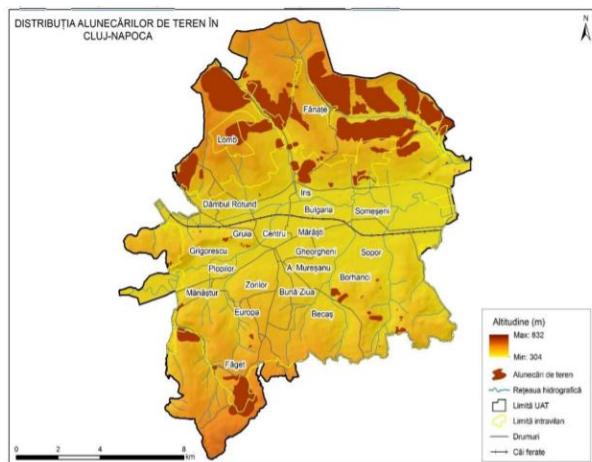 DISTRIBUȚIA ALUNECĂRILOR DE TEREN ÎN
CLUJ-NAPOCA
N
Fânațe
Lomb
Iris
Dâmbul Rotund
Bulgaria
Someșeni
Gruia
Centru
Mărăști
Grigorescu
Gheorgheni
Sopor
Plopilor
A. Mureșanu
Borhanci
Mănăștur
Zorilor
Bună Ziua
Europa
Becaș
Făget
Altitudine (m)
Max: 832
Min: 304
Alunecări de teren
Rețeaua hidrografică
Limită UAT
Limită intravilan
Drumuri
Căi ferate
0 2 4 8
km